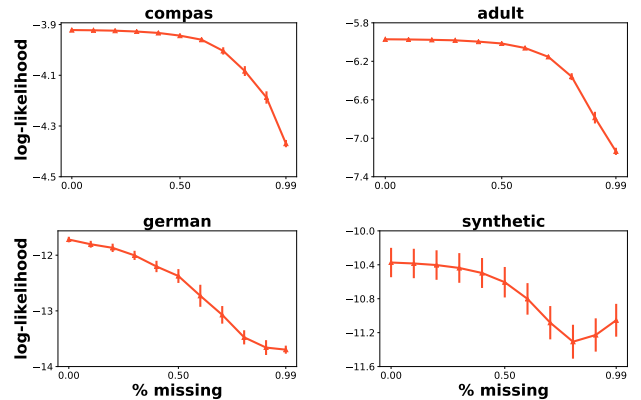 compas
log-likelihood
−3.9
−4.1
−4.3
−4.5
0.00 0.50 0.99
adult
−5.8
−6.2
−6.6
−7.0
−7.4
0.00 0.50 0.99
german
log-likelihood
−12
−13
−14
0.00 0.50 0.99
% missing
synthetic
−10.0
−10.4
−10.8
−11.2
−11.6
0.00 0.50 0.99
% missing